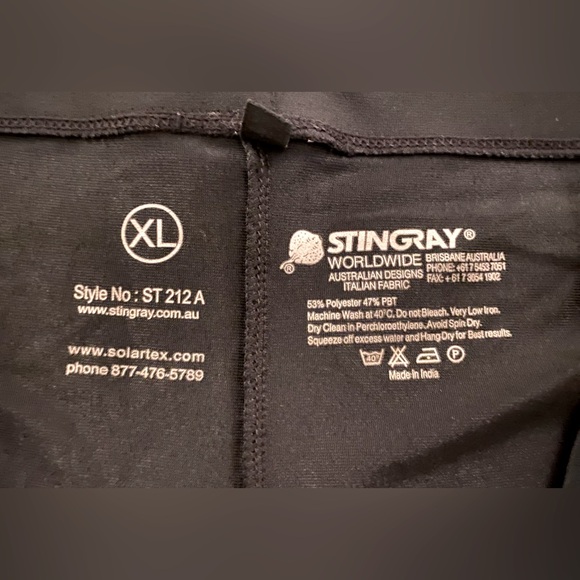 XL
Style No : ST 212 A
www.stingray.com.au
www.solartex.com
phone 877-476-5789
STINGRAY®
WORLDWIDE BRISBANE AUSTRALIA
AUSTRALIAN DESIGNS PHONE: +61 7 5453 7051
ITALIAN FABRIC FAX: + 61 7 3054 1902
®
53% Polyester 47% PBT
Machine Wash at 40°C. Do not Bleach. Very Low Iron.
Dry Clean in Perchloroethylene. Avoid Spin Dry.
Squeeze off excess water and Hang Dry for Best results.
40° P
Made in India